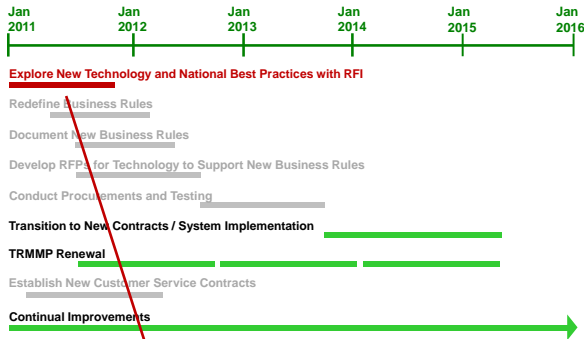 Jan Jan Jan Jan Jan Jan
2011 2012 2013 2014 2015 2016
Explore New Technology and National Best Practices with RFI
Redefine Business Rules
Document New Business Rules
Develop RFPs for Technology to Support New Business Rules
Conduct Procurements and Testing
Transition to New Contracts / System Implementation
TRMMP Renewal
Establish New Customer Service Contracts
Continual Improvements